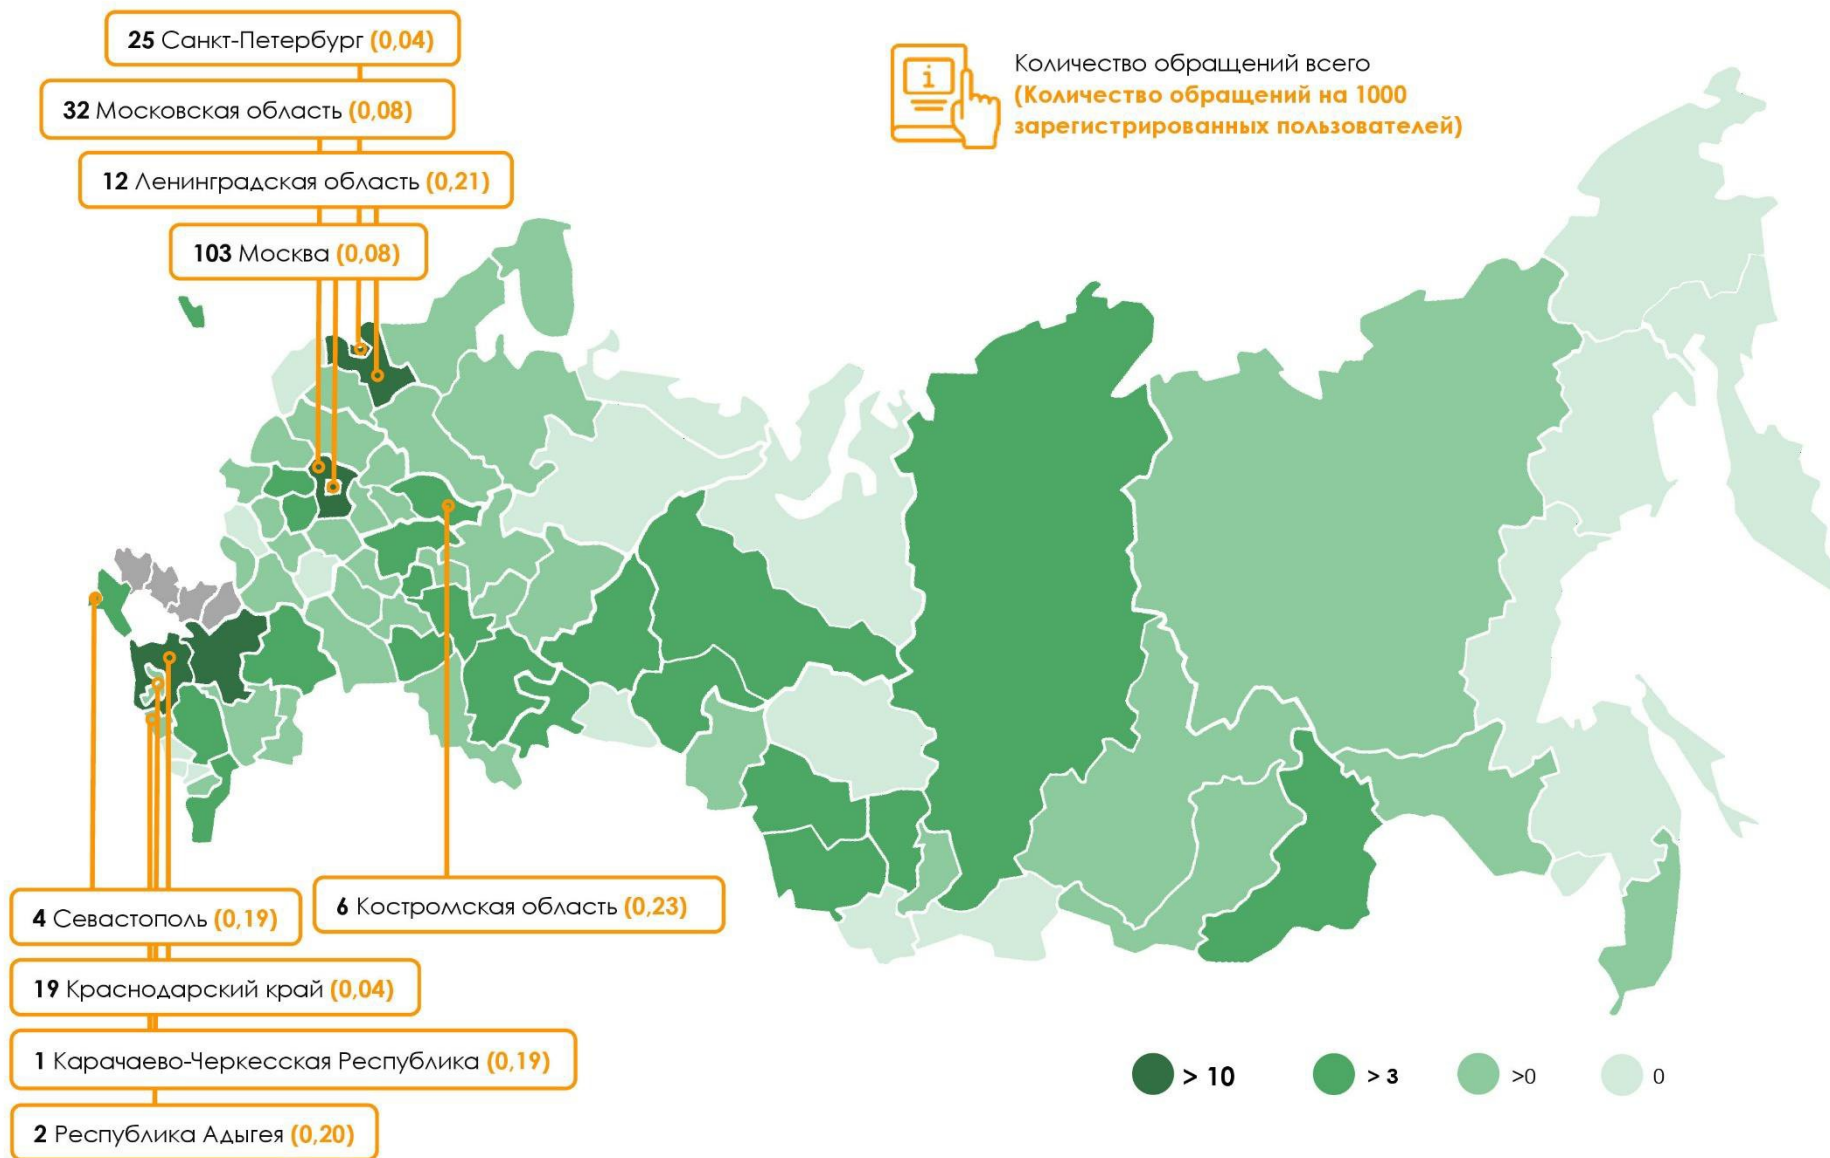 25 Санкт-Петербург (0,04)
32 Московская область (0,08)
12 Ленинградская область (0,21)
103 Москва (0,08)
i
Количество обращений всего
(Количество обращений на 1000
зарегистрированных пользователей)
4 Севастополь (0,19)
6 Костромская область (0,23)
19 Краснодарский край (0,04)
1 Карачаево-Черкесская Республика (0,19)
2 Республика Адыгея (0,20)
> 10
> 3
>0
0